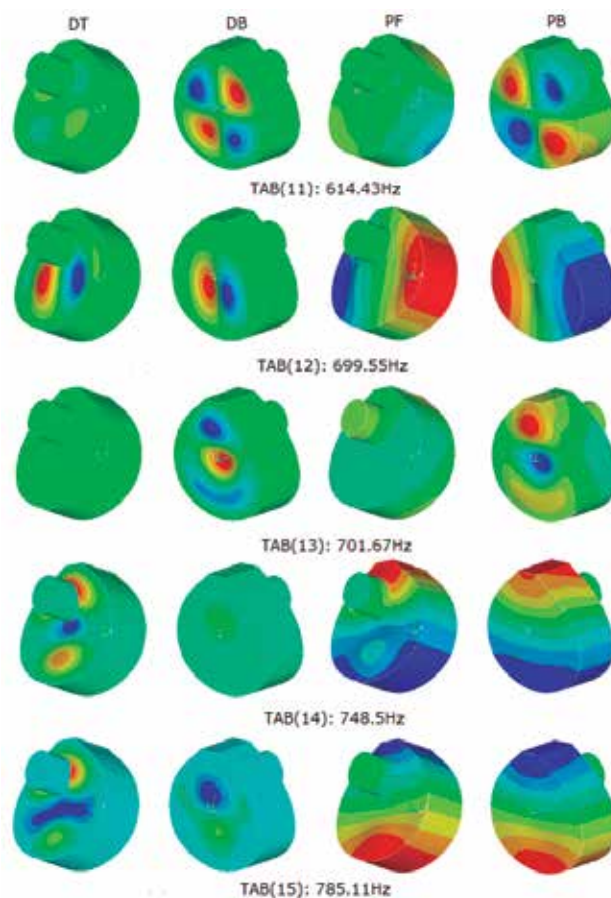 DT DB PF PB
TAB(11): 614.43Hz
TAB(12): 699.55Hz
TAB(13): 701.67Hz
TAB(14): 748.5Hz
TAB(15): 785.11Hz